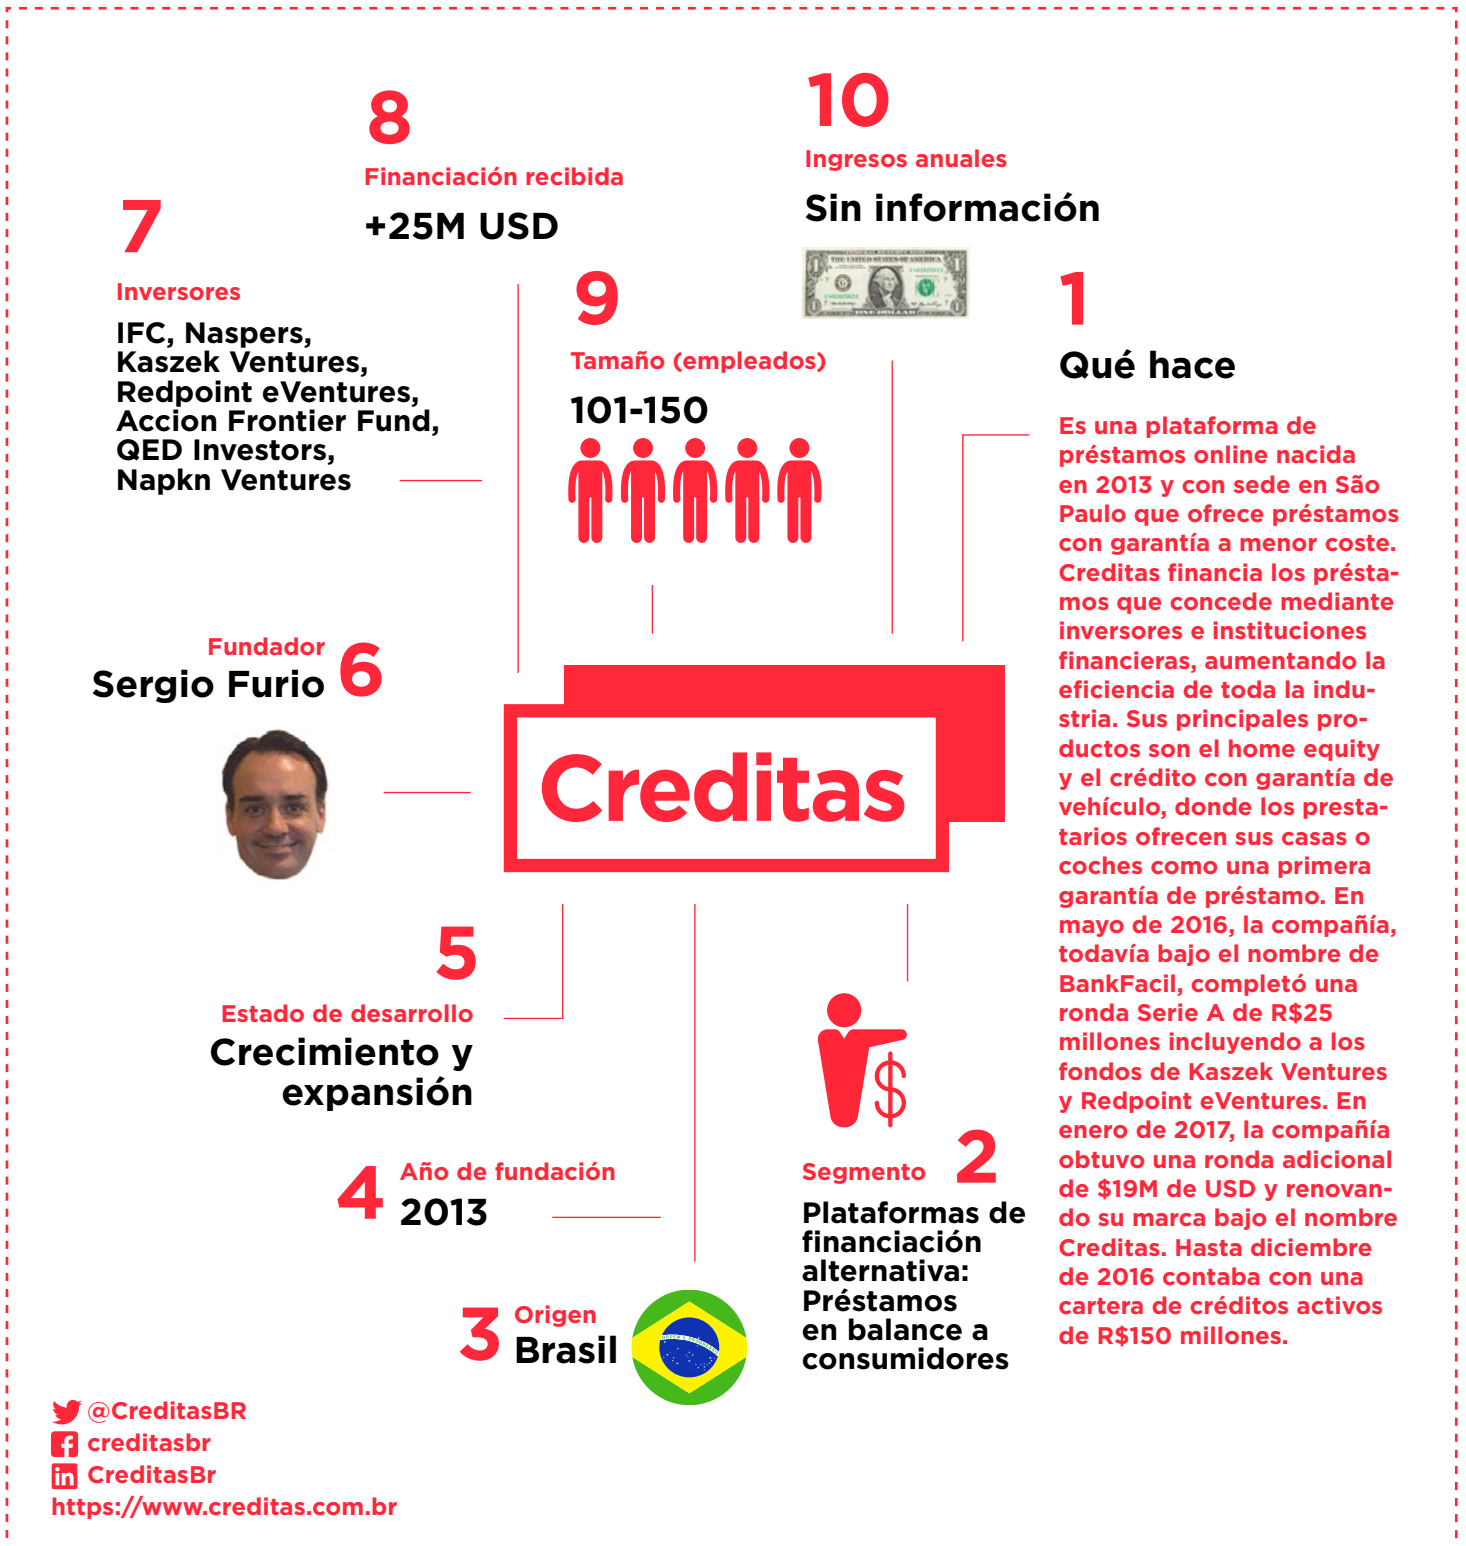 8
Financiación recibida
+25M USD
10
Ingresos anuales
Sin información
THE UNITED STATES OF AMERICA
ONE DOLLAR
7
Inversores
IFC, Naspers,
Kaszek Ventures,
Redpoint eVentures,
Accion Frontier Fund,
QED Investors,
Napkn Ventures
9
Tamaño (empleados)
101-150
1
Qué hace
Es una plataforma de
préstamos online nacida
en 2013 y con sede en São
Paulo que ofrece préstamos
con garantía a menor coste.
Creditas financia los présta-
mos que concede mediante
inversores e instituciones
financieras, aumentando la
eficiencia de toda la indu-
stria. Sus principales pro-
ductos son el home equity
y el crédito con garantía de
vehículo, donde los presta-
tarios ofrecen sus casas o
coches como una primera
garantía de préstamo. En
mayo de 2016, la compañía,
todavía bajo el nombre de
BankFacil, completó una
ronda Serie A de R$25
millones incluyendo a los
fondos de Kaszek Ventures
y Redpoint eVentures. En
enero de 2017, la compañía
obtuvo una ronda adicional
de $19M de USD y renovan-
do su marca bajo el nombre
Creditas. Hasta diciembre
de 2016 contaba con una
cartera de créditos activos
de R$150 millones.
Fundador
Sergio Furio
6
Creditas
5
Estado de desarrollo
Crecimiento y
expansión
4
Año de fundación
2013
3
Origen
Brasil
2
Segmento
Plataformas de
financiación
alternativa:
Préstamos
en balance a
consumidores
@CreditasBR
creditasbr
CreditasBr
https://www.creditas.com.br